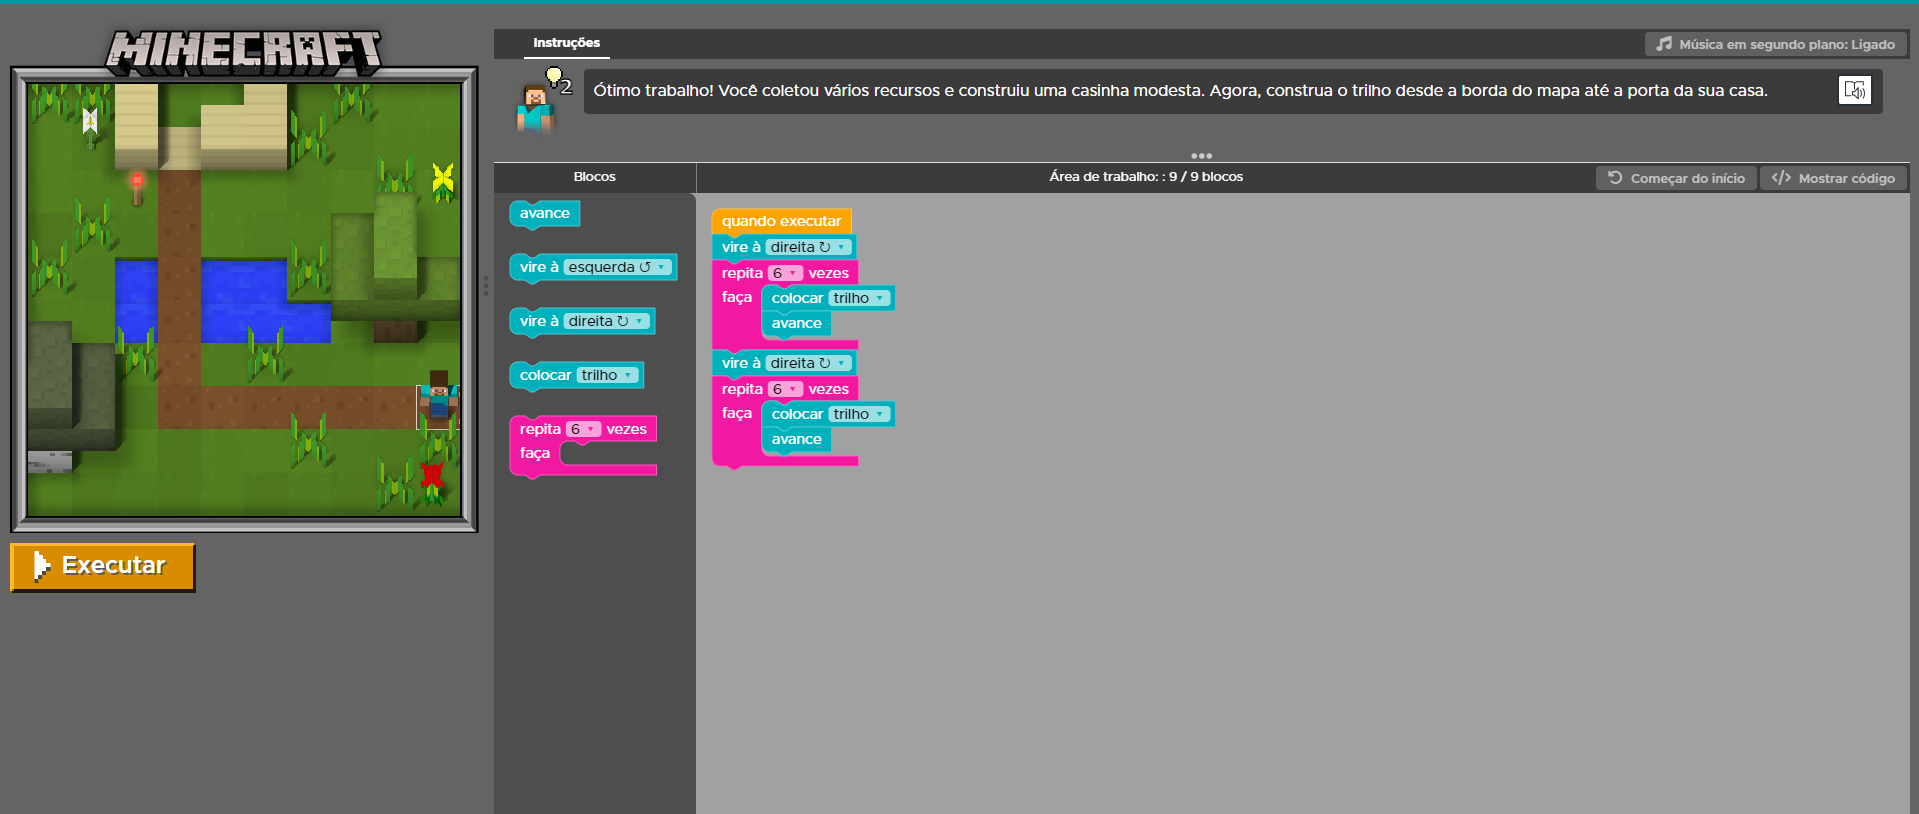 MINECRAFT
Instruções
Música em segundo plano: Ligado
2
Ótimo trabalho! Você coletou vários recursos e construiu uma casinha modesta. Agora, construa o trilho desde a borda do mapa até a porta da sua casa.
Blocos
Área de trabalho: : 9 / 9 blocos
Começar do início
</> Mostrar código
avance
vire à esquerda ↺
vire à direita ↻
colocar trilho
repita 6 vezes
faça
quando executar
vire à direita ↻
repita 6 vezes
faça colocar trilho
avance
vire à direita ↻
repita 6 vezes
faça colocar trilho
avance
Executar